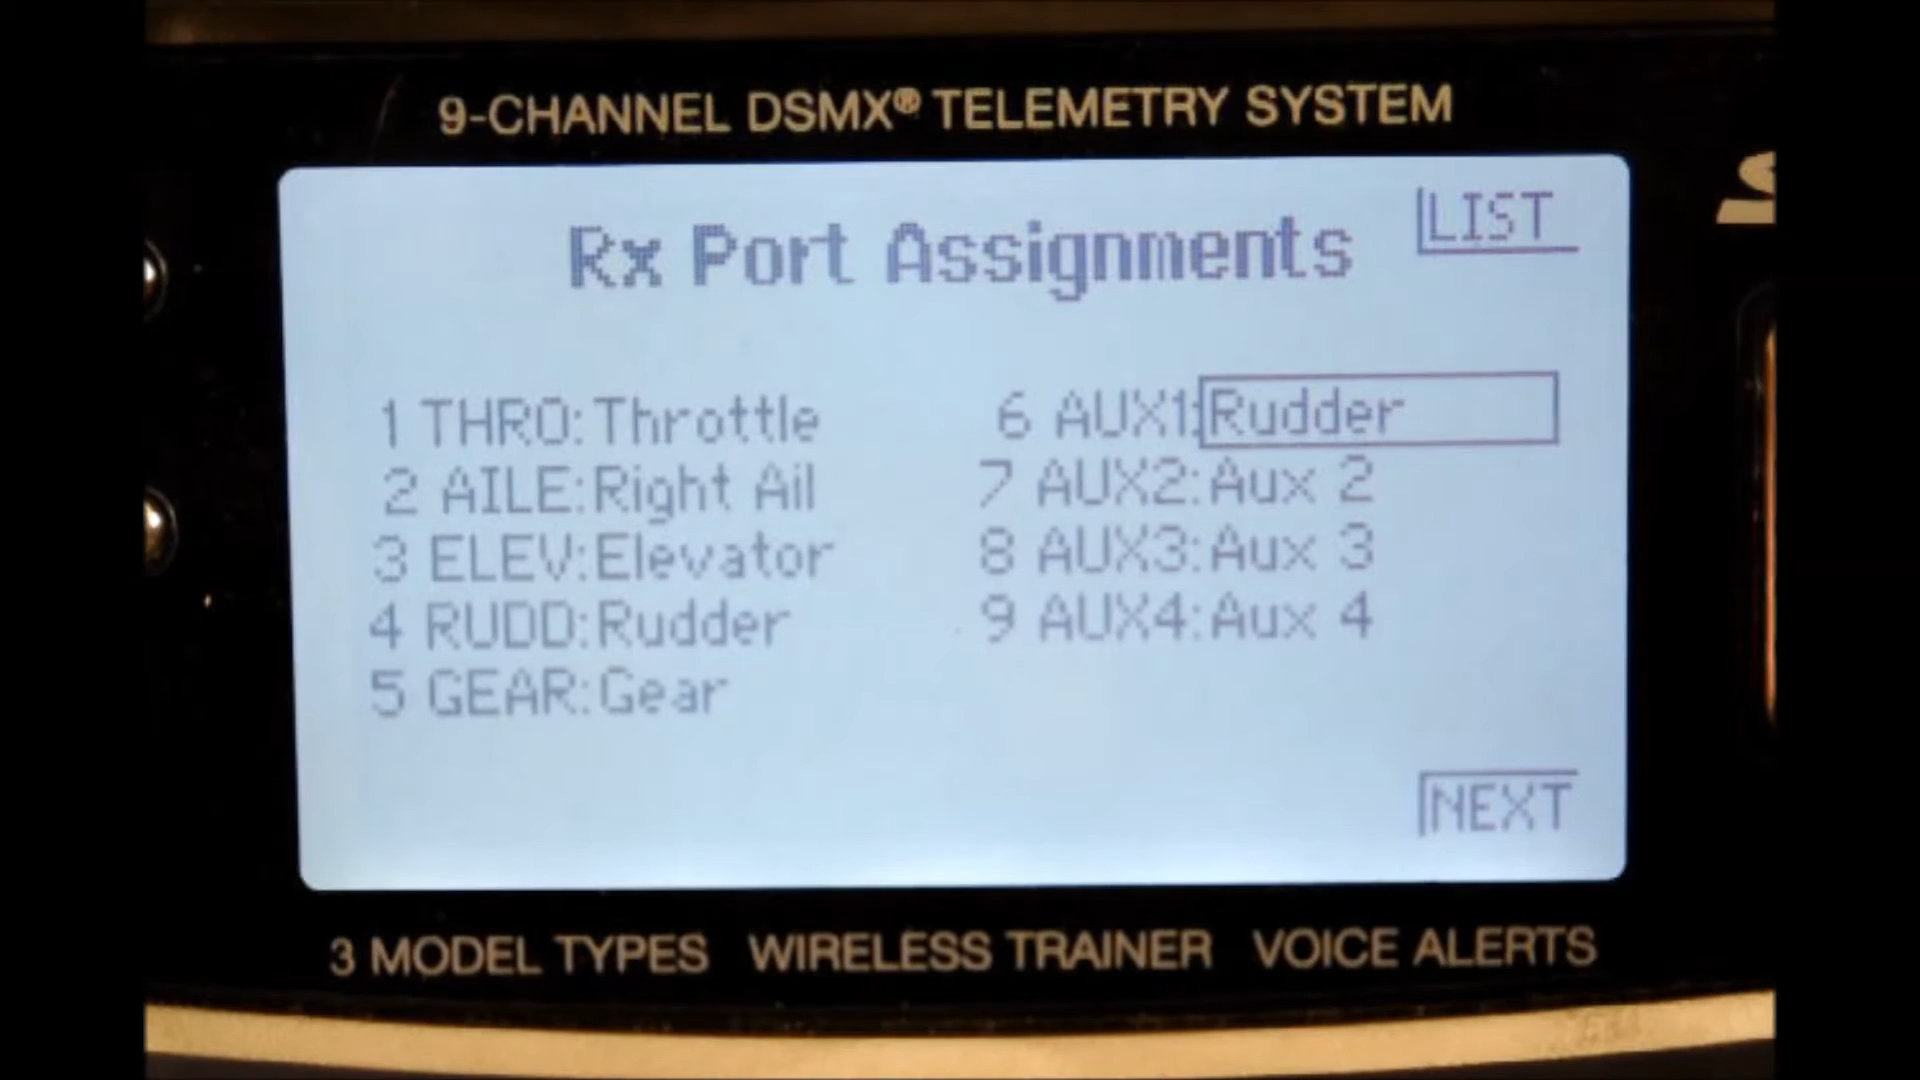 9-CHANNEL DSMX® TELEMETRY SYSTEM
LIST
Rx Port Assignments
1 THRO:Throttle
2 AILE:Right Ail
3 ELEV:Elevator
4 RUDD:Rudder
5 GEAR:Gear
6 AUX1:Rudder
7 AUX2:Aux 2
8 AUX3:Aux 3
9 AUX4:Aux 4
NEXT
3 MODEL TYPES WIRELESS TRAINER VOICE ALERTS